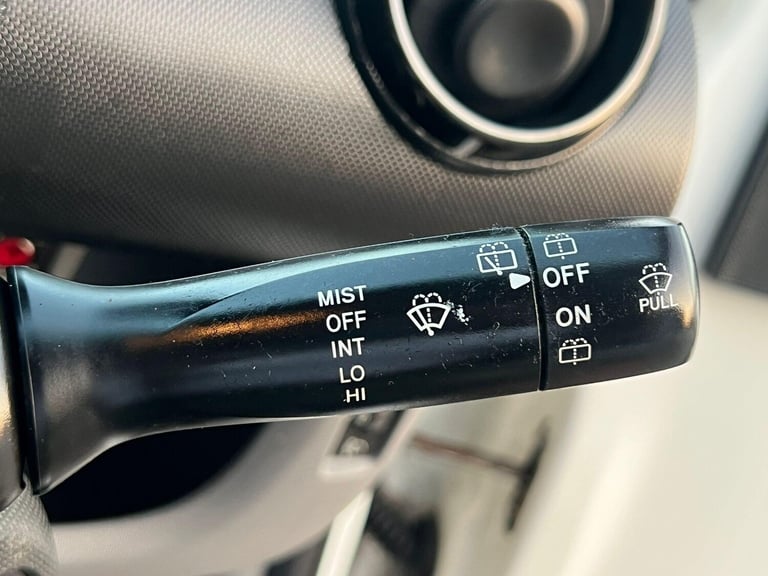 MIST
OFF
INT
LO
HI
OFF
ON
PULL